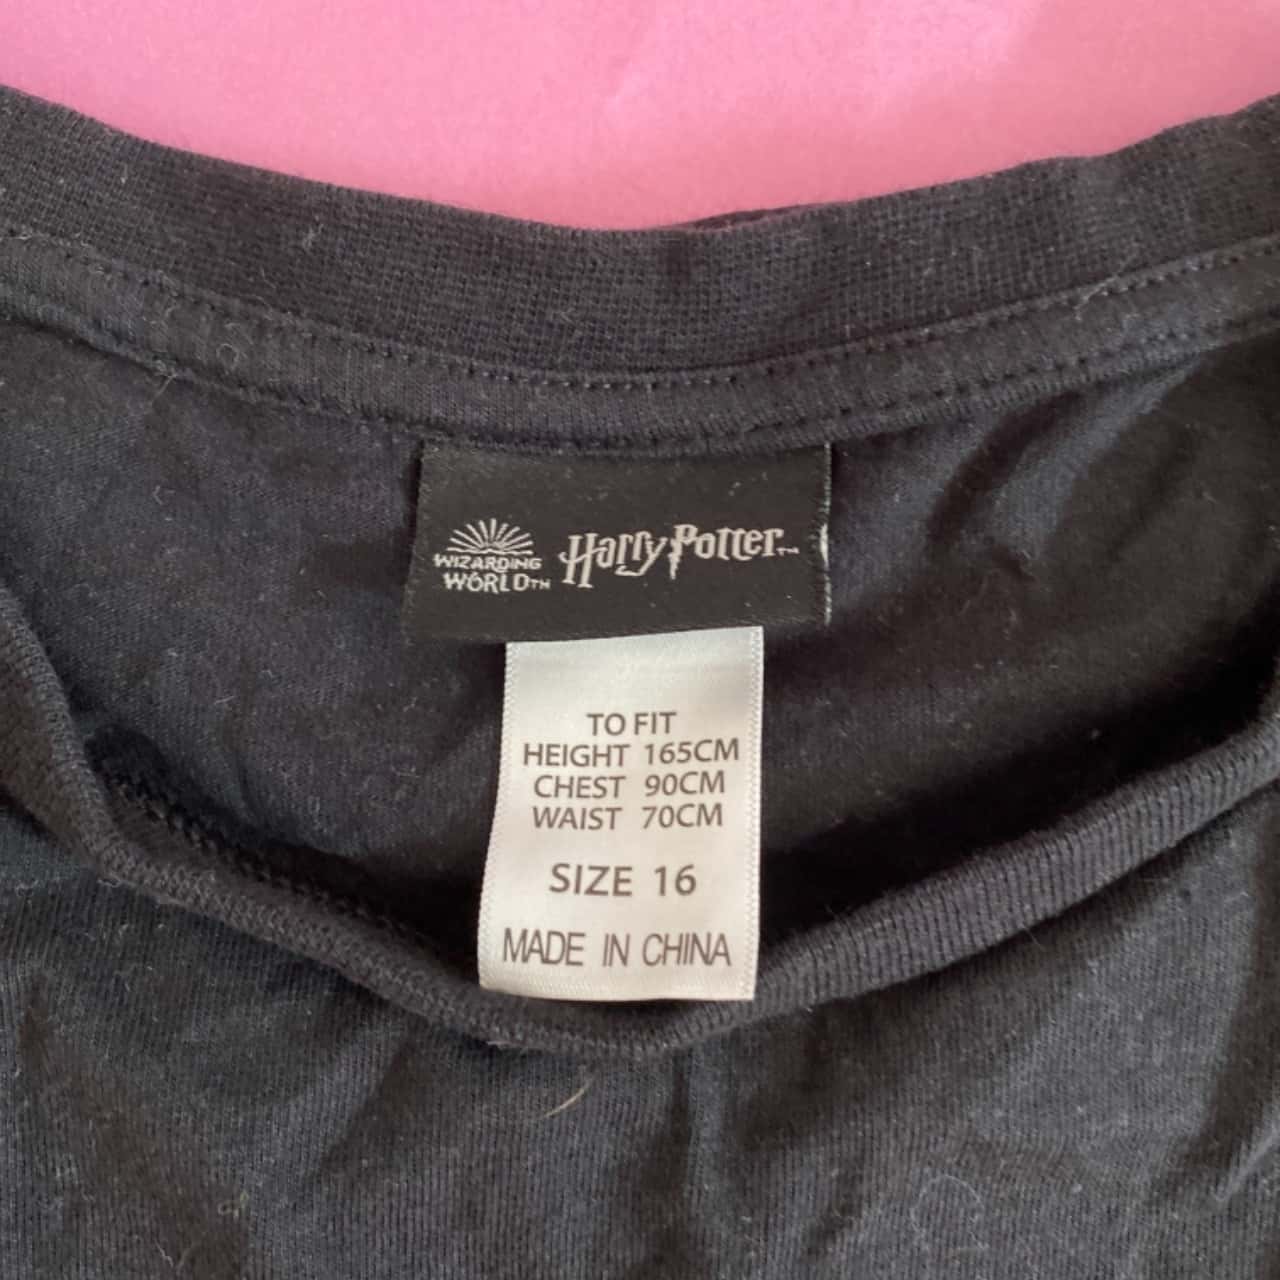 WIZARDING
WORLD™
Harry Potter™
TO FIT
HEIGHT 165CM
CHEST 90CM
WAIST 70CM
SIZE 16
MADE IN CHINA